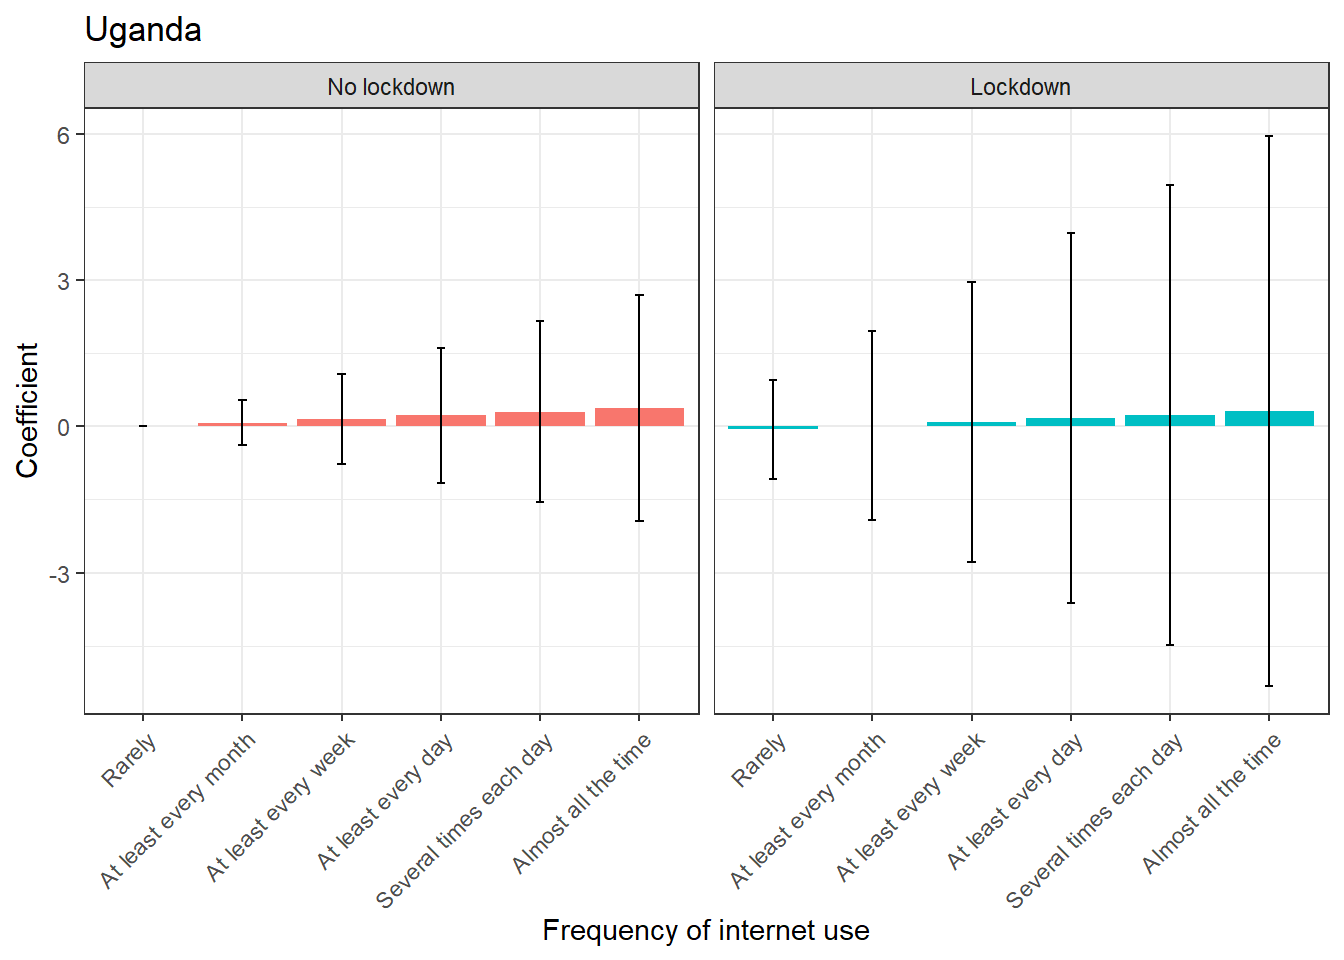 Uganda
No lockdown
Lockdown
6
3
0
-3
Coefficient
Rarely
At least every month
At least every week
At least every day
Several times each day
Almost all the time
Rarely
At least every month
At least every week
At least every day
Several times each day
Almost all the time
Frequency of internet use